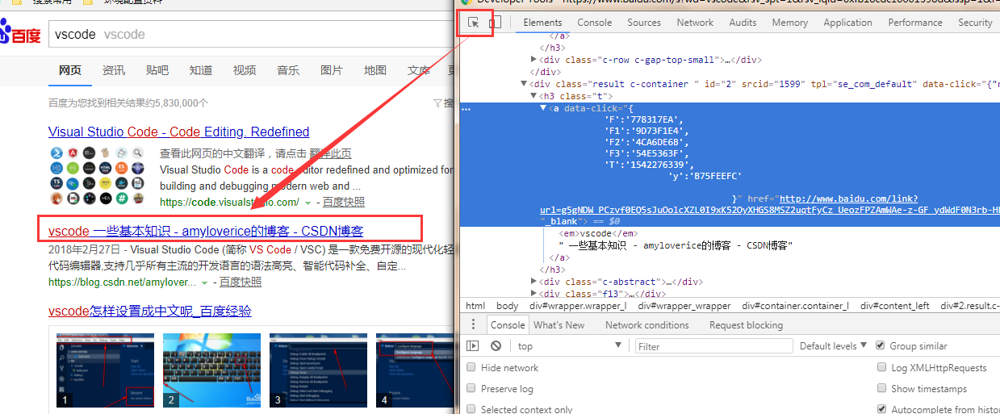 搜索常用
环境配置资料
百度
vscode vscode
网页 资讯 贴吧 知道 视频 音乐 图片 地图 文库
百度为您找到相关结果约5,830,000个
搜
Visual Studio Code - Code Editing. Redefined
查看此网页的中文翻译，请点击 翻译此页
Visual Studio Code is a code editor redefined and optimized for
building and debugging modern web and ...
https://code.visualstudio.com/ - 百度快照
vscode 一些基本知识 - amyloverice的博客 - CSDN博客
2018年2月27日 - Visual Studio Code (简称 VS Code / VSC) 是一款免费开源的现代化轻
代码编辑器,支持几乎所有主流的开发语言的语法高亮、智能代码补全、自定...
https://blog.csdn.net/amylover... - 百度快照
vscode怎样设置成中文呢_百度经验
1 2 3 4
Elements Console Sources Network Audits Memory Application Performance Security
</a>
</h3>
<div class="c-row c-gap-top-small">…</div>
</div>
<div class="result c-container " id="2" srcid="1599" tpl="se_com_default" data-click="{"r
<h3 class="t">
... <a data-click="{
'F':'778317EA',
'F1':'9D73F1E4',
'F2':'4CA6DE6B',
'F3':'54E5363F',
'T':'1542276339',
'y':'B75FEEFC'
}" href="http://www.baidu.com/link?
url=g5gNDW_PCzvf0EQ5sJuOolcXZL0I9xK52OyXHGS8MSZ2uqtFyCz_UeozFPZAmWAe-z-GF_ydWdF0N3rb-H
"_blank"> == $0
<em>vscode</em>
" 一些基本知识 - amyloverice的博客 - CSDN博客"
</a>
</h3>
<div class="c-abstract">…</div>
<div class="f13">…</div>
html body div#wrapper.wrapper_l div#wrapper_wrapper div#container.container_l div#content_left div#2.result.c-
Console What's New Network conditions Request blocking
top Filter Default levels Group similar
Hide network Log XMLHttpRequests
Preserve log Show timestamps
Selected context only Autocomplete from histo